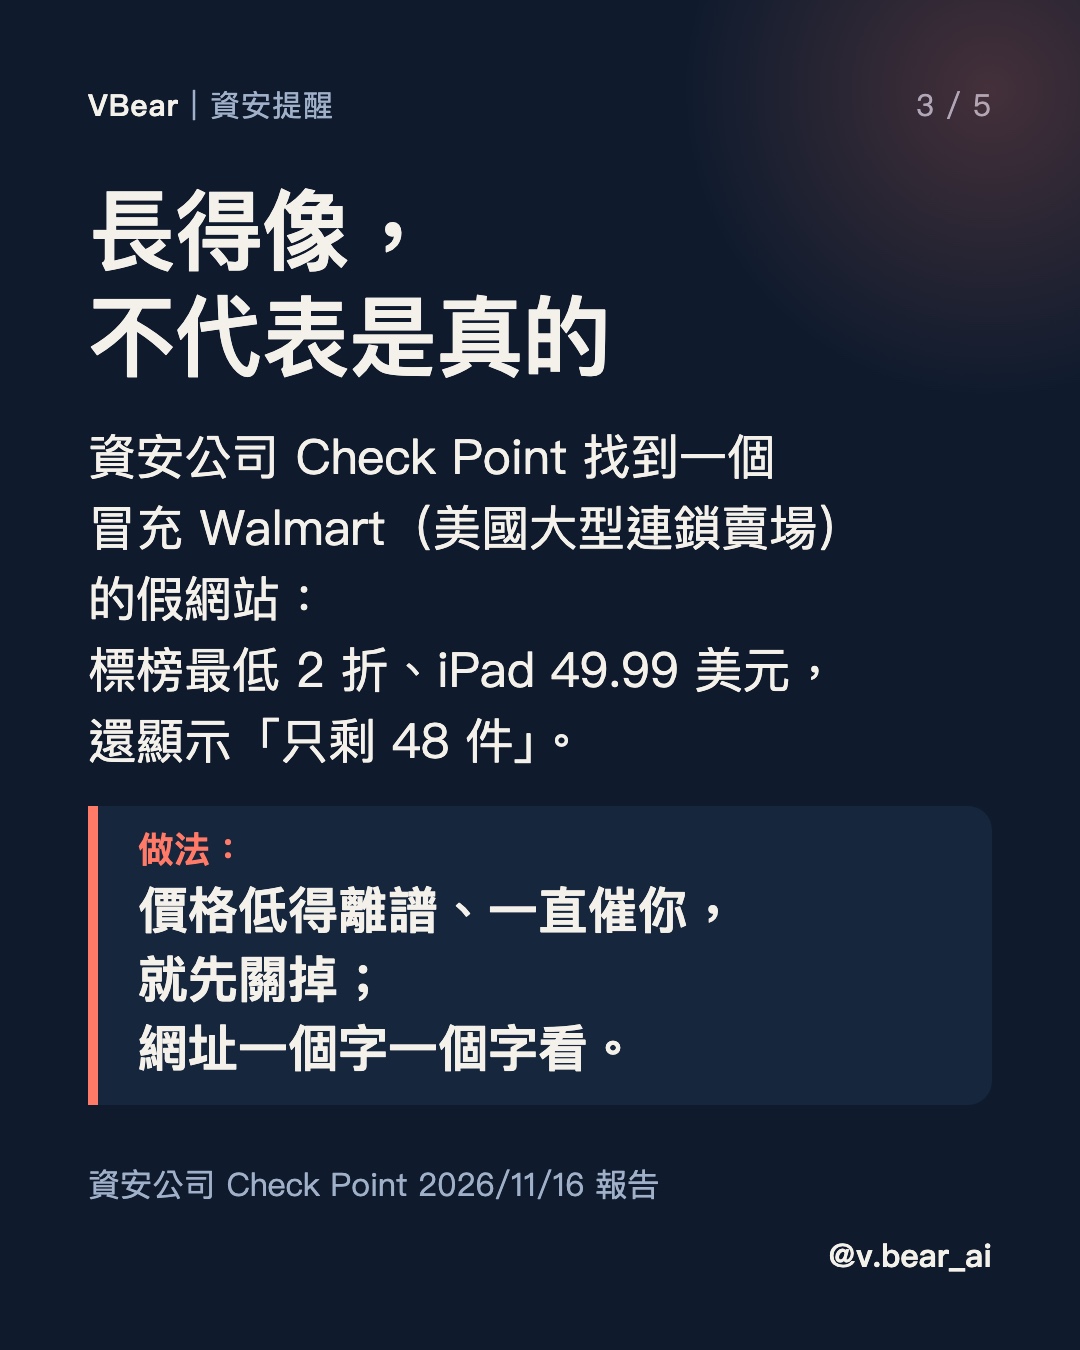 VBear｜資安提醒
3 / 5
長得像，
不代表是真的
資安公司 Check Point 找到一個
冒充 Walmart（美國大型連鎖賣場）
的假網站：
標榜最低 2 折、iPad 49.99 美元，
還顯示「只剩 48 件」。
做法：
價格低得離譜、一直催你，
就先關掉；
網址一個字一個字看。
資安公司 Check Point 2026/11/16 報告
@v.bear_ai